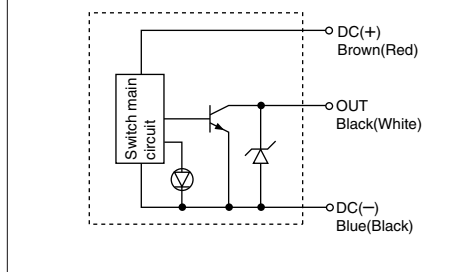 DC(+)
Brown(Red)
Switch main
circuit
OUT
Black(White)
DC(−)
Blue(Black)